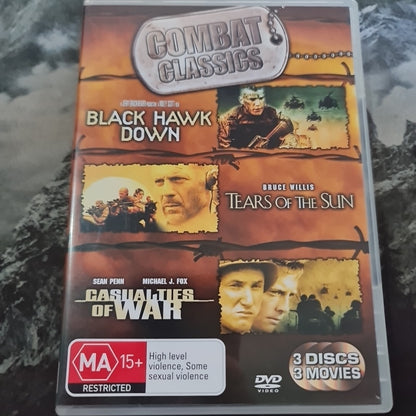 COMBAT
CLASSICS
BLACK HAWK
DOWN
BRUCE WILLIS
TEARS OF THE SUN
SEAN PENN MICHAEL J. FOX
CASUALTIES
OF WAR
MA 15+
RESTRICTED
High level
violence, Some
sexual violence
DVD
VIDEO
3 DISCS
3 MOVIES